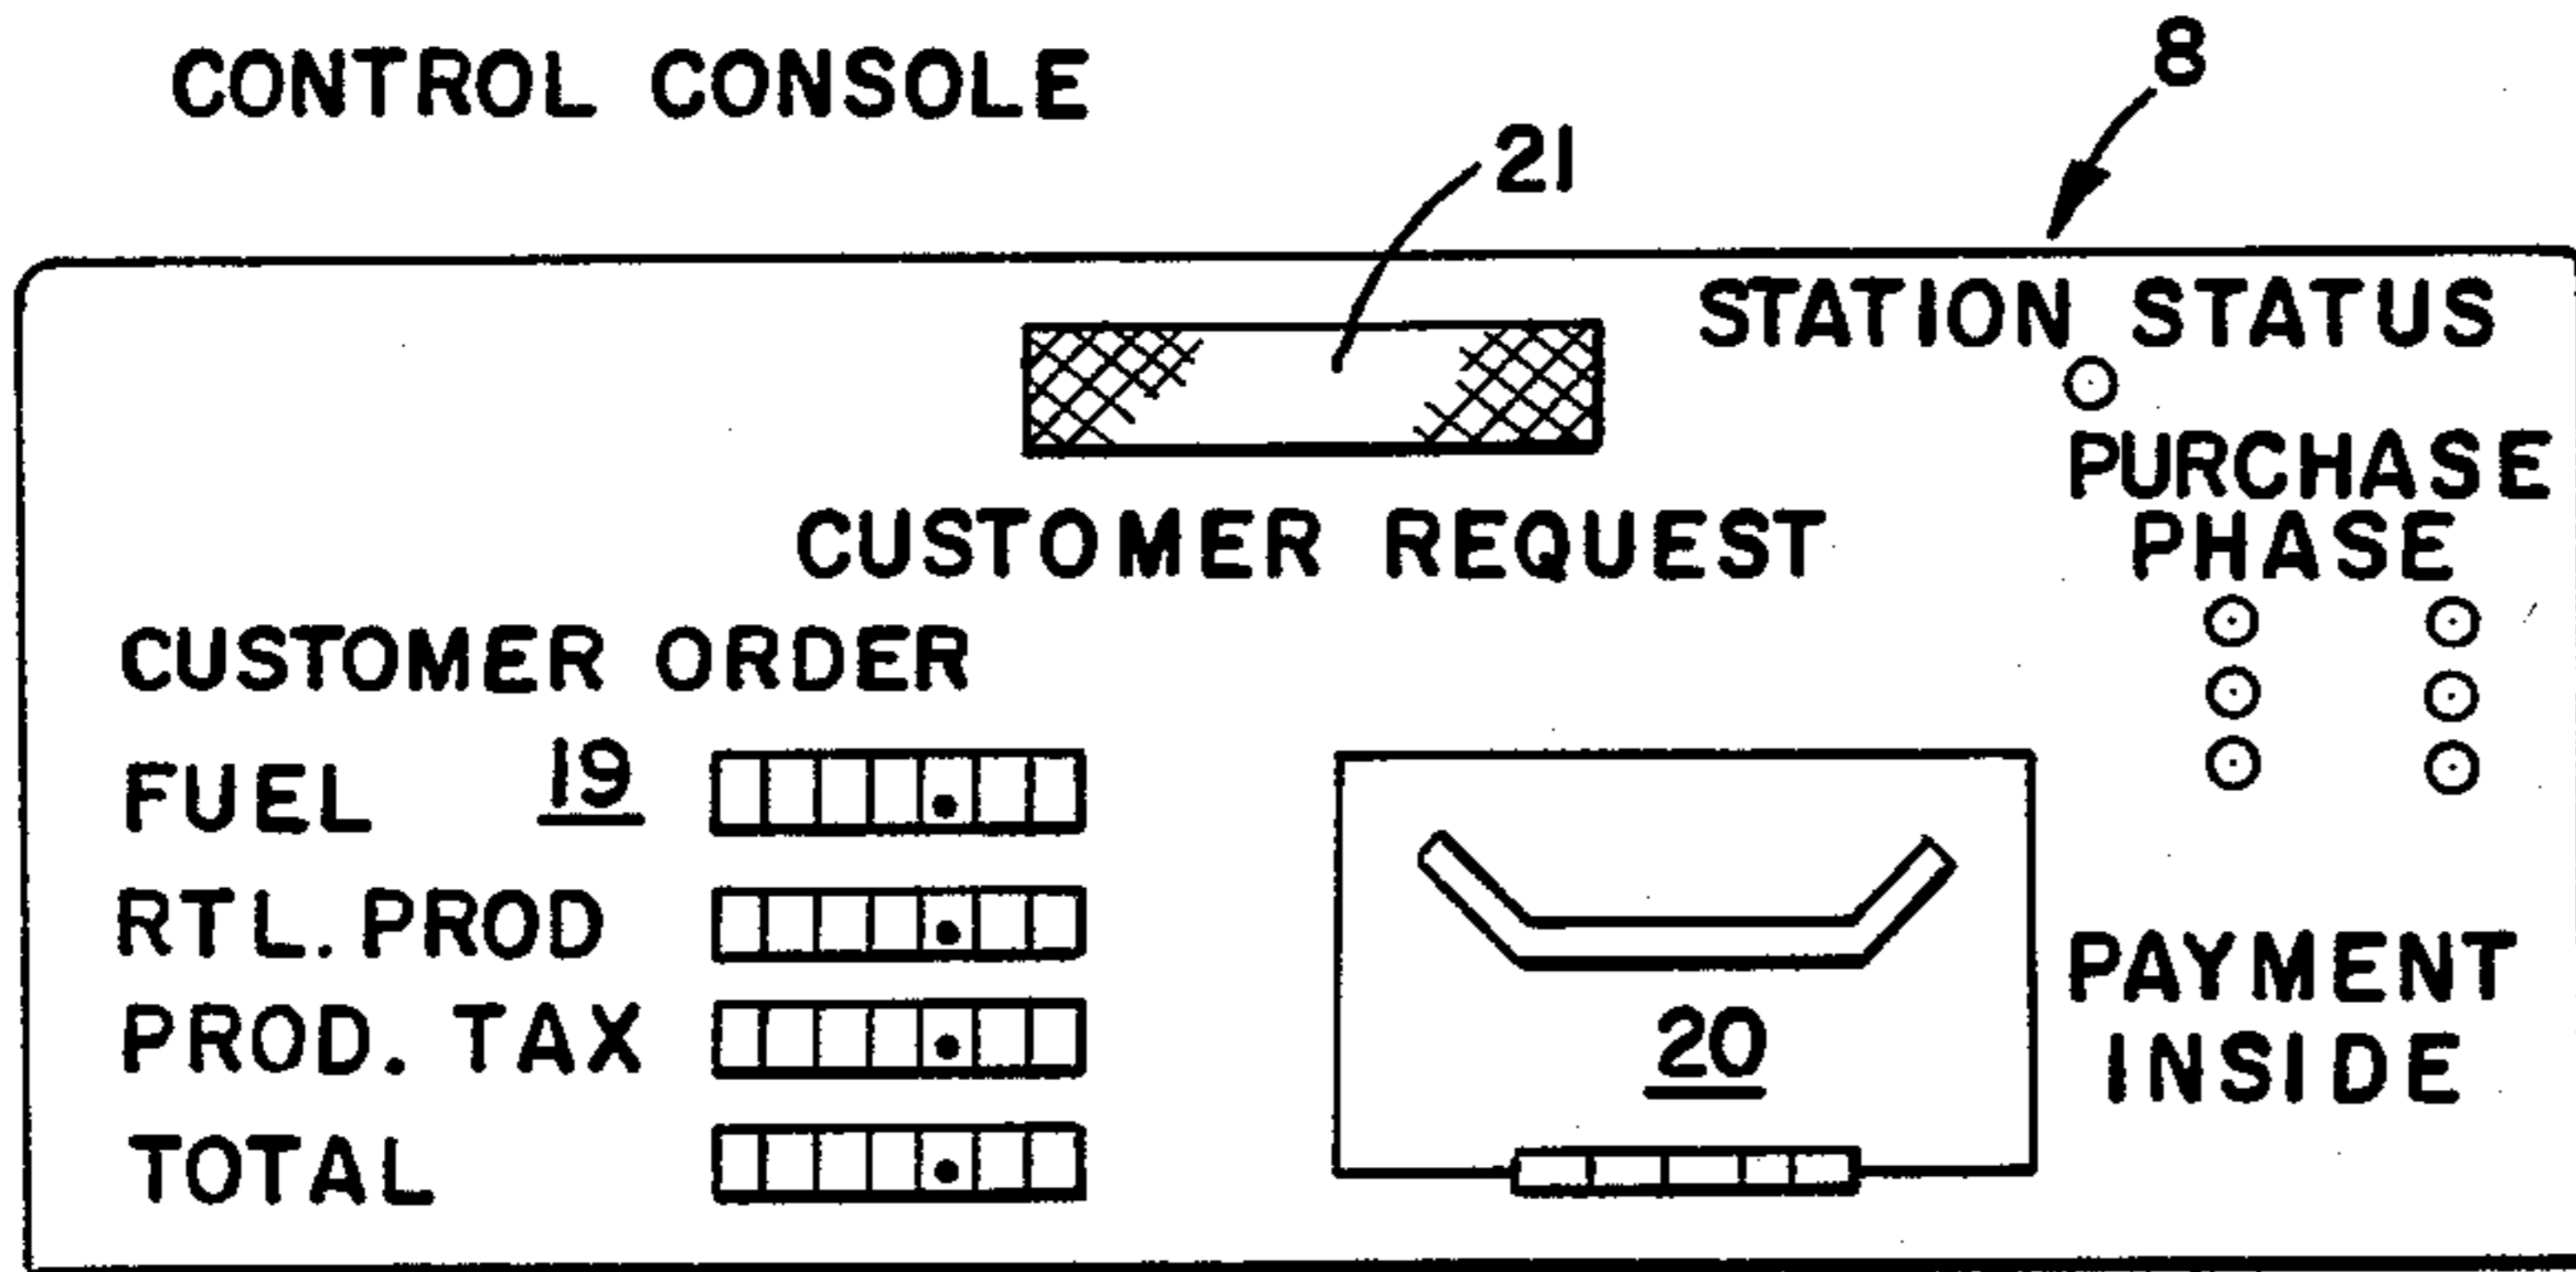 CONTROL CONSOLE
8
21
STATION STATUS
PURCHASE
PHASE
CUSTOMER REQUEST
CUSTOMER ORDER
FUEL 19
RTL. PROD
PROD. TAX
TOTAL
20
PAYMENT
INSIDE